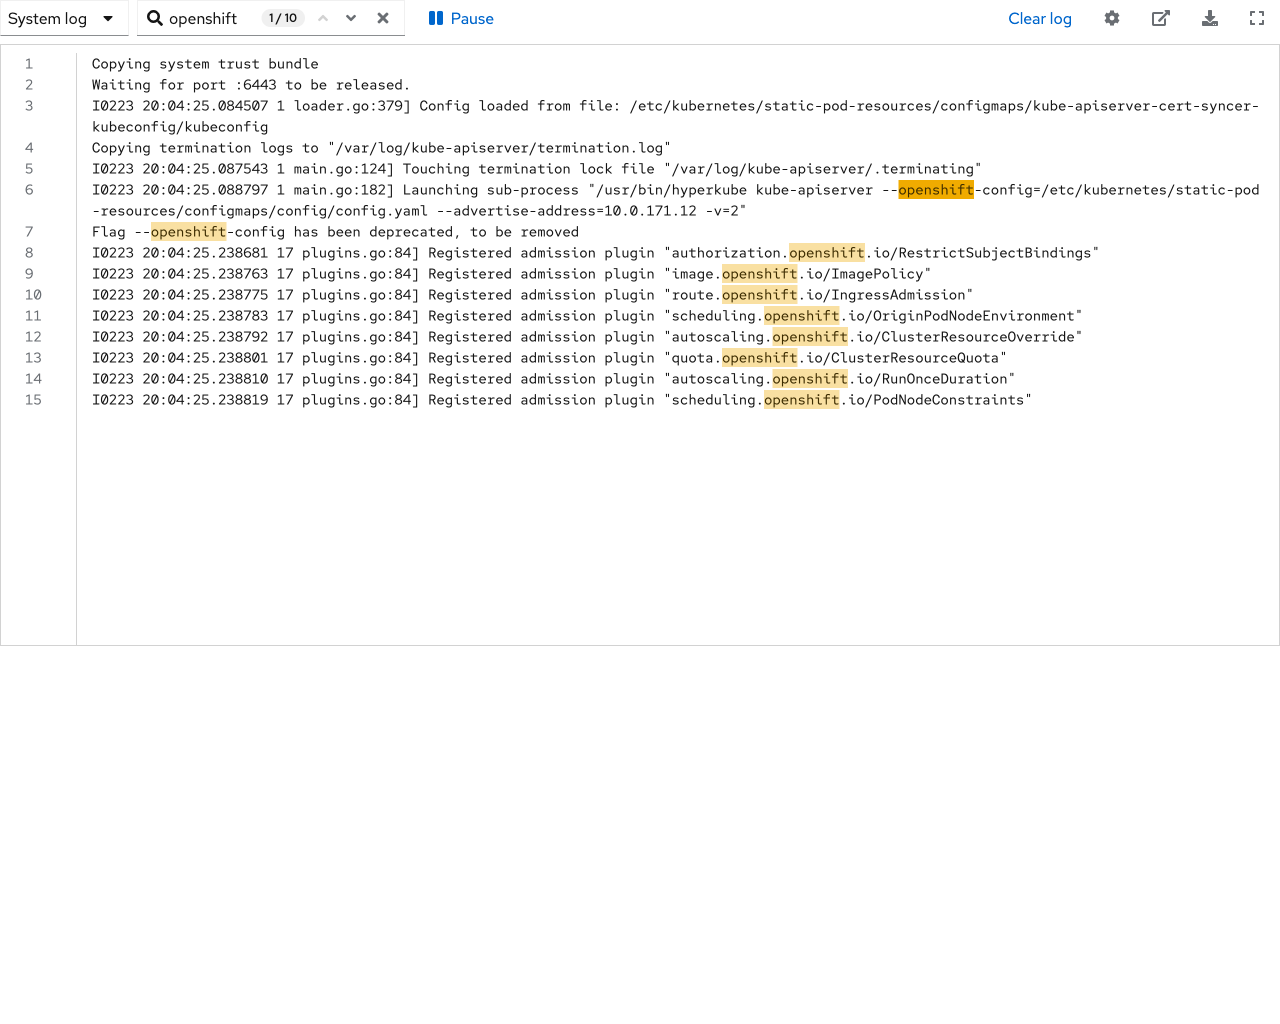 System log openshift 1 / 10 Pause Clear log
1 Copying system trust bundle
2 Waiting for port :6443 to be released.
3 I0223 20:04:25.084507 1 loader.go:379] Config loaded from file: /etc/kubernetes/static-pod-resources/configmaps/kube-apiserver-cert-syncer-
kubeconfig/kubeconfig
4 Copying termination logs to "/var/log/kube-apiserver/termination.log"
5 I0223 20:04:25.087543 1 main.go:124] Touching termination lock file "/var/log/kube-apiserver/.terminating"
6 I0223 20:04:25.088797 1 main.go:182] Launching sub-process "/usr/bin/hyperkube kube-apiserver --openshift-config=/etc/kubernetes/static-pod
-resources/configmaps/config/config.yaml --advertise-address=10.0.171.12 -v=2"
7 Flag --openshift-config has been deprecated, to be removed
8 I0223 20:04:25.238681 17 plugins.go:84] Registered admission plugin "authorization.openshift.io/RestrictSubjectBindings"
9 I0223 20:04:25.238763 17 plugins.go:84] Registered admission plugin "image.openshift.io/ImagePolicy"
10 I0223 20:04:25.238775 17 plugins.go:84] Registered admission plugin "route.openshift.io/IngressAdmission"
11 I0223 20:04:25.238783 17 plugins.go:84] Registered admission plugin "scheduling.openshift.io/OriginPodNodeEnvironment"
12 I0223 20:04:25.238792 17 plugins.go:84] Registered admission plugin "autoscaling.openshift.io/ClusterResourceOverride"
13 I0223 20:04:25.238801 17 plugins.go:84] Registered admission plugin "quota.openshift.io/ClusterResourceQuota"
14 I0223 20:04:25.238810 17 plugins.go:84] Registered admission plugin "autoscaling.openshift.io/RunOnceDuration"
15 I0223 20:04:25.238819 17 plugins.go:84] Registered admission plugin "scheduling.openshift.io/PodNodeConstraints"